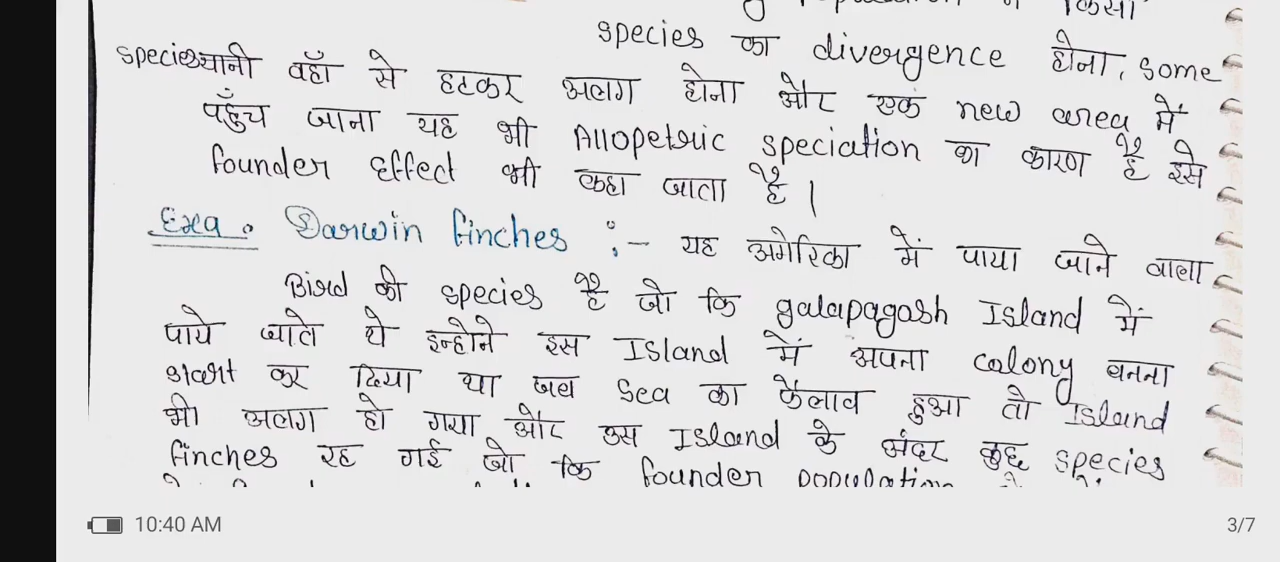 किसी
species का divergence होना, some
species यानी वहाँ से हटकर अलग होना और एक new area में
पहुँच जाना यह भी Allopetric speciation का कारण है इसे
founder Effect भी कहा जाता है |
Exa. Darwin finches :- यह अमेरिका में पाया जाने वाला
Bird की species है जो कि galapagosh Island में
पाये जाते थे इन्होने इस Island में अपना colony बनना
start कर दिया था जब sea का फैलाव हुआ तो Island
भी अलग हो गया और उस Island के अंदर कुछ species
finches रह गई जो कि founder population
10:40 AM
3/7